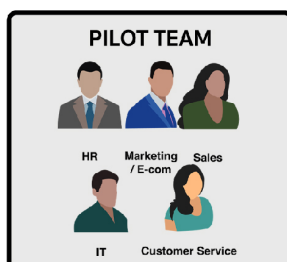 PILOT TEAM
HR
Marketing
/ E-com
Sales
IT
Customer Service